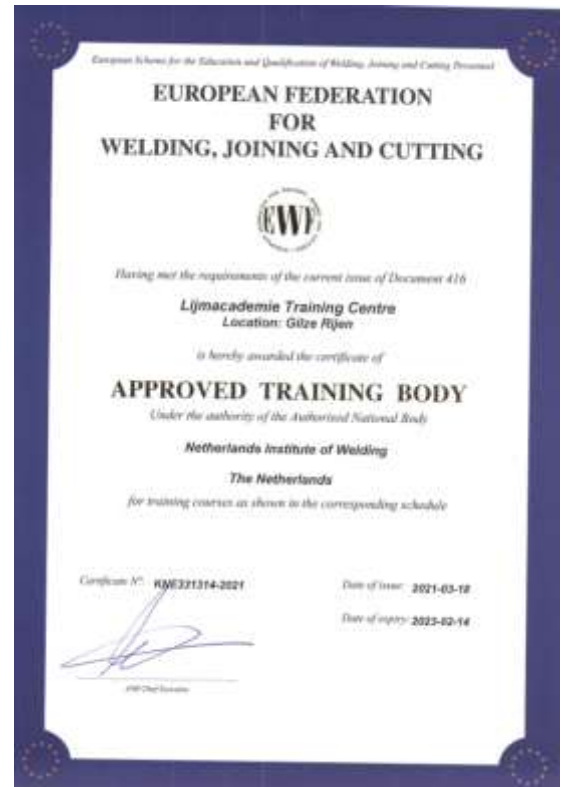 European Scheme for the Education and Qualification of Welding, Joining and Cutting Personnel
EUROPEAN FEDERATION
FOR
WELDING, JOINING AND CUTTING
EWF
Having met the requirements of the current issue of Document 416
Lijmacademie Training Centre
Location: Gilze Rijen
is hereby awarded the certificate of
APPROVED TRAINING BODY
Under the authority of the Authorised National Body
Netherlands Institute of Welding
The Netherlands
for training courses as shown in the corresponding schedule
Certificate Nº: KNE331314-2021
Date of issue: 2021-03-18
Date of expiry: 2023-02-14
Chief Executive